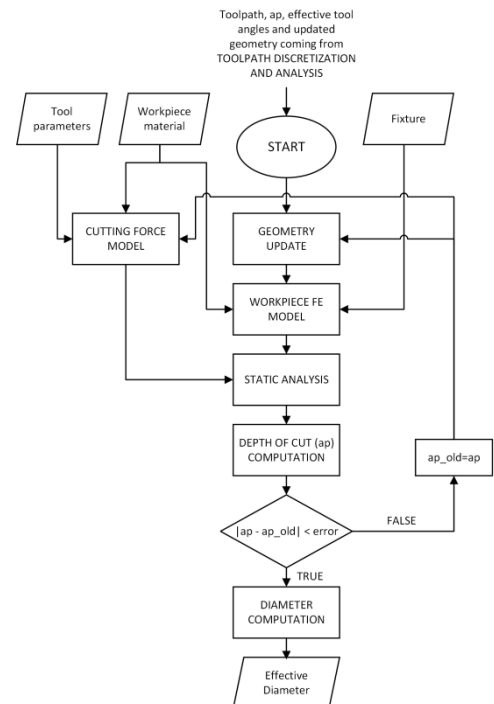 Toolpath, ap, effective tool
angles and updated
geometry coming from
TOOLPATH DISCRETIZATION
AND ANALYSIS
Tool
parameters
Workpiece
material
Fixture
START
CUTTING FORCE
MODEL
GEOMETRY
UPDATE
WORKPIECE FE
MODEL
STATIC ANALYSIS
DEPTH OF CUT (ap)
COMPUTATION
ap_old=ap
|ap - ap_old| < error
FALSE
TRUE
DIAMETER
COMPUTATION
Effective
Diameter